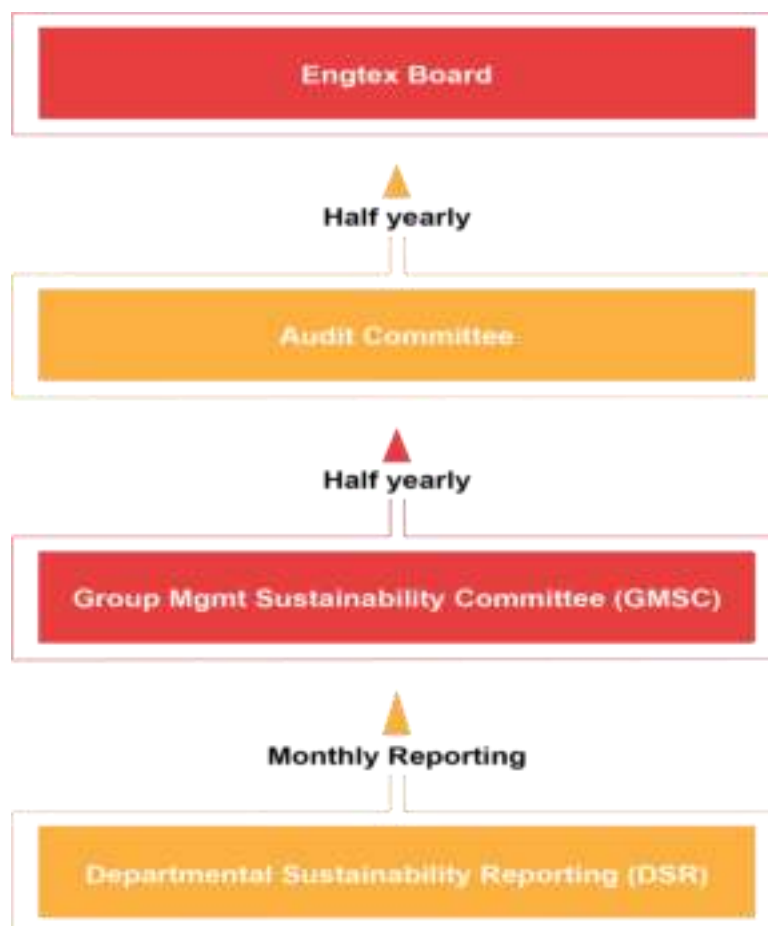 Engtex Board
Half yearly
Audit Committee
Half yearly
Group Mgmt Sustainability Committee (GMSC)
Monthly Reporting
Departmental Sustainability Reporting (DSR)